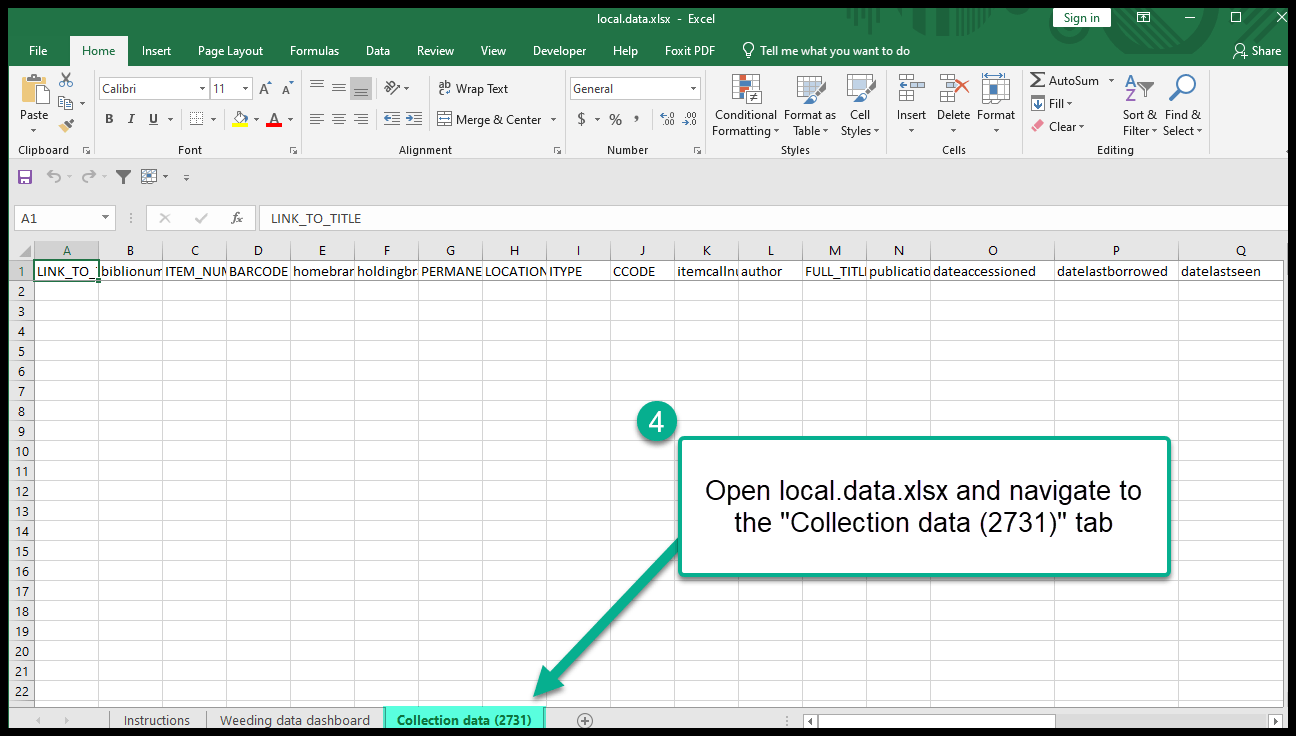 local.data.xlsx - Excel
Sign in
File Home Insert Page Layout Formulas Data Review View Developer Help Foxit PDF Tell me what you want to do Share
Paste
Calibri 11
ab Wrap Text
General
Conditional Formatting
Format as Table
Cell Styles
Insert Delete Format
AutoSum
Fill
Clear
Sort & Filter
Find & Select
B I U
A
Merge & Center
$ % ,
Clipboard Font Alignment Number Styles Cells Editing
A1 fx LINK_TO_TITLE
A B C D E F G H I J K L M N O P Q
1 LINK_TO_ biblionum ITEM_NUM BARCODE homebrar holdingbr PERMANE LOCATION ITYPE CCODE itemcallnu author FULL_TITLE publicatio dateaccessioned datelastborrowed datelastseen
2
3
4
5
6
7
8
9
10
11
12
13
14
15
16
17
18
19
20
21
22
4
Open local.data.xlsx and navigate to
the "Collection data (2731)" tab
Instructions Weeding data dashboard Collection data (2731)